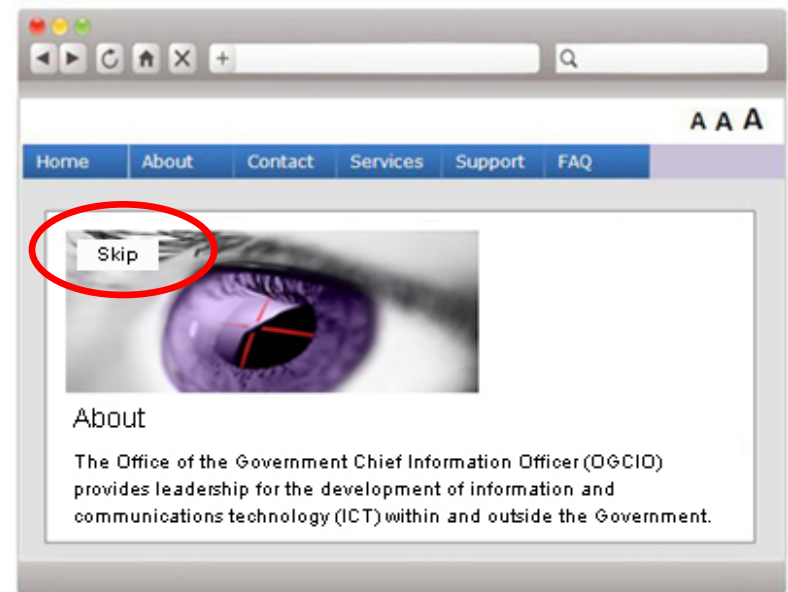 A A A
Home About Contact Services Support FAQ
Skip
About
The Office of the Government Chief Information Officer (OGCIO)
provides leadership for the development of information and
communications technology (ICT) within and outside the Government.